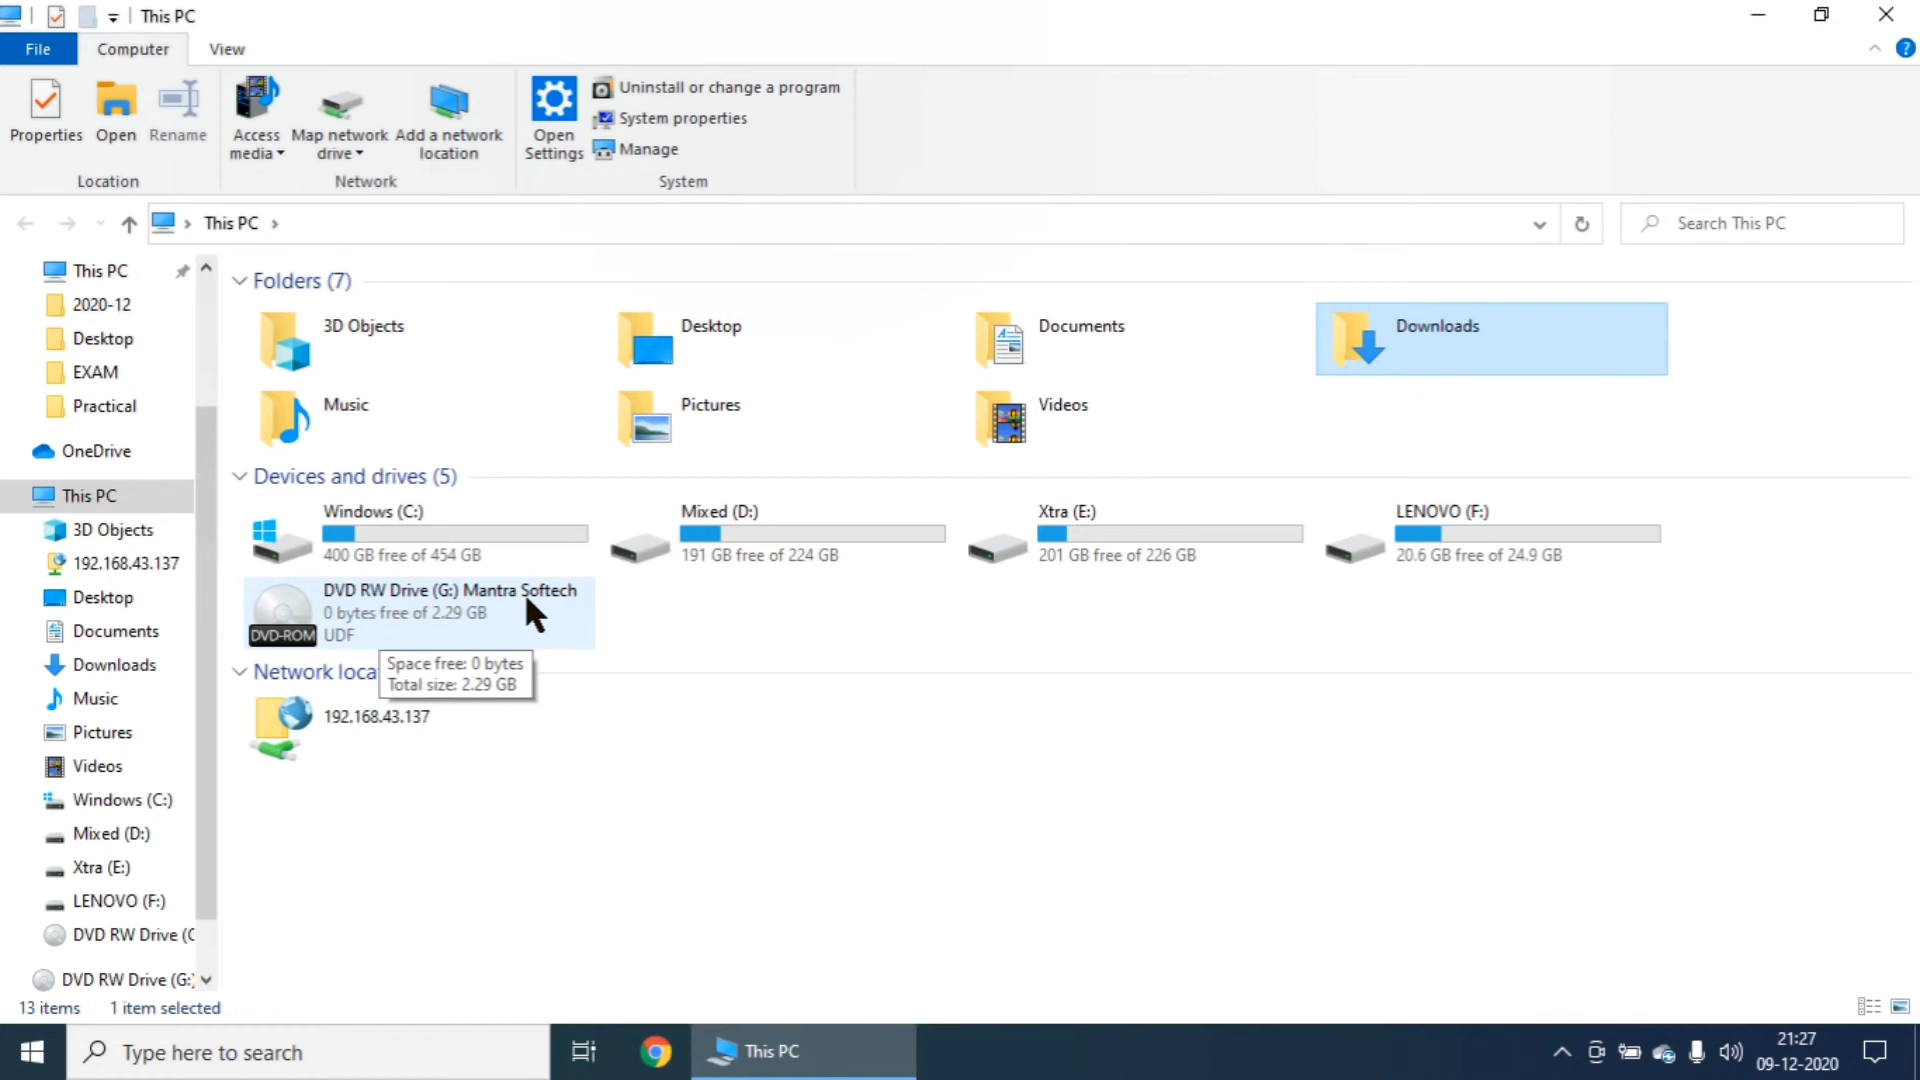 This PC
File
Computer
View
Properties
Open
Rename
Access
media
Map network
drive
Add a network
location
Open
Settings
Uninstall or change a program
System properties
Manage
Location
Network
System
This PC
Search This PC
This PC
2020-12
Desktop
EXAM
Practical
OneDrive
This PC
3D Objects
192.168.43.137
Desktop
Documents
Downloads
Music
Pictures
Videos
Windows (C:)
Mixed (D:)
Xtra (E:)
LENOVO (F:)
DVD RW Drive (G
DVD RW Drive (G:)
Folders (7)
3D Objects
Desktop
Documents
Downloads
Music
Pictures
Videos
Devices and drives (5)
Windows (C:)
400 GB free of 454 GB
Mixed (D:)
191 GB free of 224 GB
Xtra (E:)
201 GB free of 226 GB
LENOVO (F:)
20.6 GB free of 24.9 GB
DVD-ROM
DVD RW Drive (G:) Mantra Softech
0 bytes free of 2.29 GB
UDF
Space free: 0 bytes
Total size: 2.29 GB
Network loca
192.168.43.137
13 items
1 item selected
Type here to search
This PC
21:27
09-12-2020